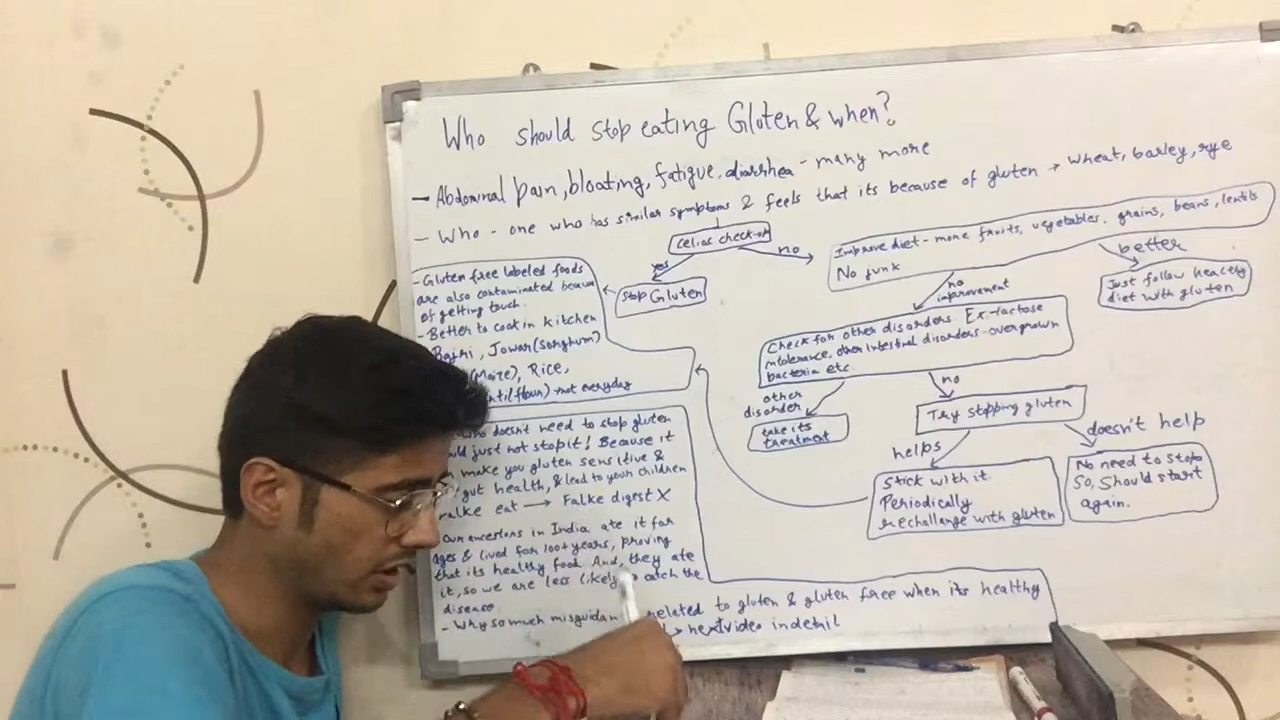 Who should stop eating Gluten & when?
- Abdominal pain, bloating, fatigue, diarrhea - many more
- Who - one who has similar symptoms & feels that its because of gluten → wheat, barley, rye
celiac check-up
yes
no
Stop Gluten
Improve diet - more fruits, vegetables, grains, beans, lentils
No junk
better
Just follow healthy
diet with gluten
no
improvement
Check for other disorders Ex-lactose
intolerance, other intestinal disorders - overgrown
bacteria etc.
other
disorder
take its
treatment
no
Try stopping gluten
helps
Stick with it.
Periodically
rechallange with gluten
doesn't help
No need to stop
So, should start
again.
- Gluten free labeled foods
are also contaminated because
of getting touch.
- Better to cook in kitchen
Bajri, Jowar (Sorghum)
(Maize), Rice,
(flour) - not everyday
who doesn't need to stop gluten
just not stop it! Because it
make you gluten sensitive &
gut health, & lead to your children
eat → Falke digest X
Our ancestors in India ate it for
ages & lived for 100+ years, proving
that its healthy food. And, they ate
it, so we are less likely to catch the
disease.
- Why so much related to gluten & gluten free when its healthy
→ next video in detail